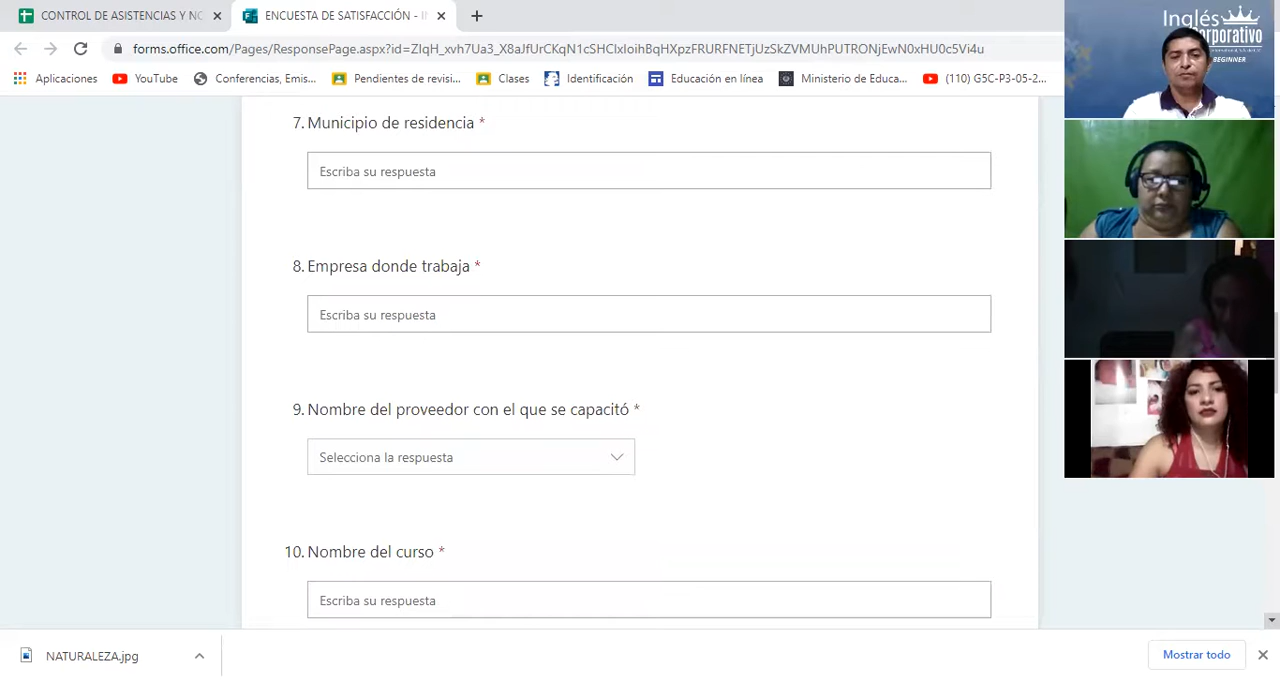 CONTROL DE ASISTENCIAS Y NO
ENCUESTA DE SATISFACCIÓN - IN
forms.office.com/Pages/ResponsePage.aspx?id=ZIqH_xvh7Ua3_X8aJfUrCKqN1cSHCIxIoihBqHXpzFRURFNETjUzSkZVMUhPUTRONjEwN0xHU0c5Vi4u
Aplicaciones
YouTube
Conferencias, Emis...
Pendientes de revisi...
Clases
Identificación
Educación en línea
Ministerio de Educa...
(110) G5C-P3-05-2...
Inglés
Corporativo
BEGINNER
7. Municipio de residencia *
Escriba su respuesta
8. Empresa donde trabaja *
Escriba su respuesta
9. Nombre del proveedor con el que se capacitó *
Selecciona la respuesta
10. Nombre del curso *
Escriba su respuesta
NATURALEZA.jpg
Mostrar todo